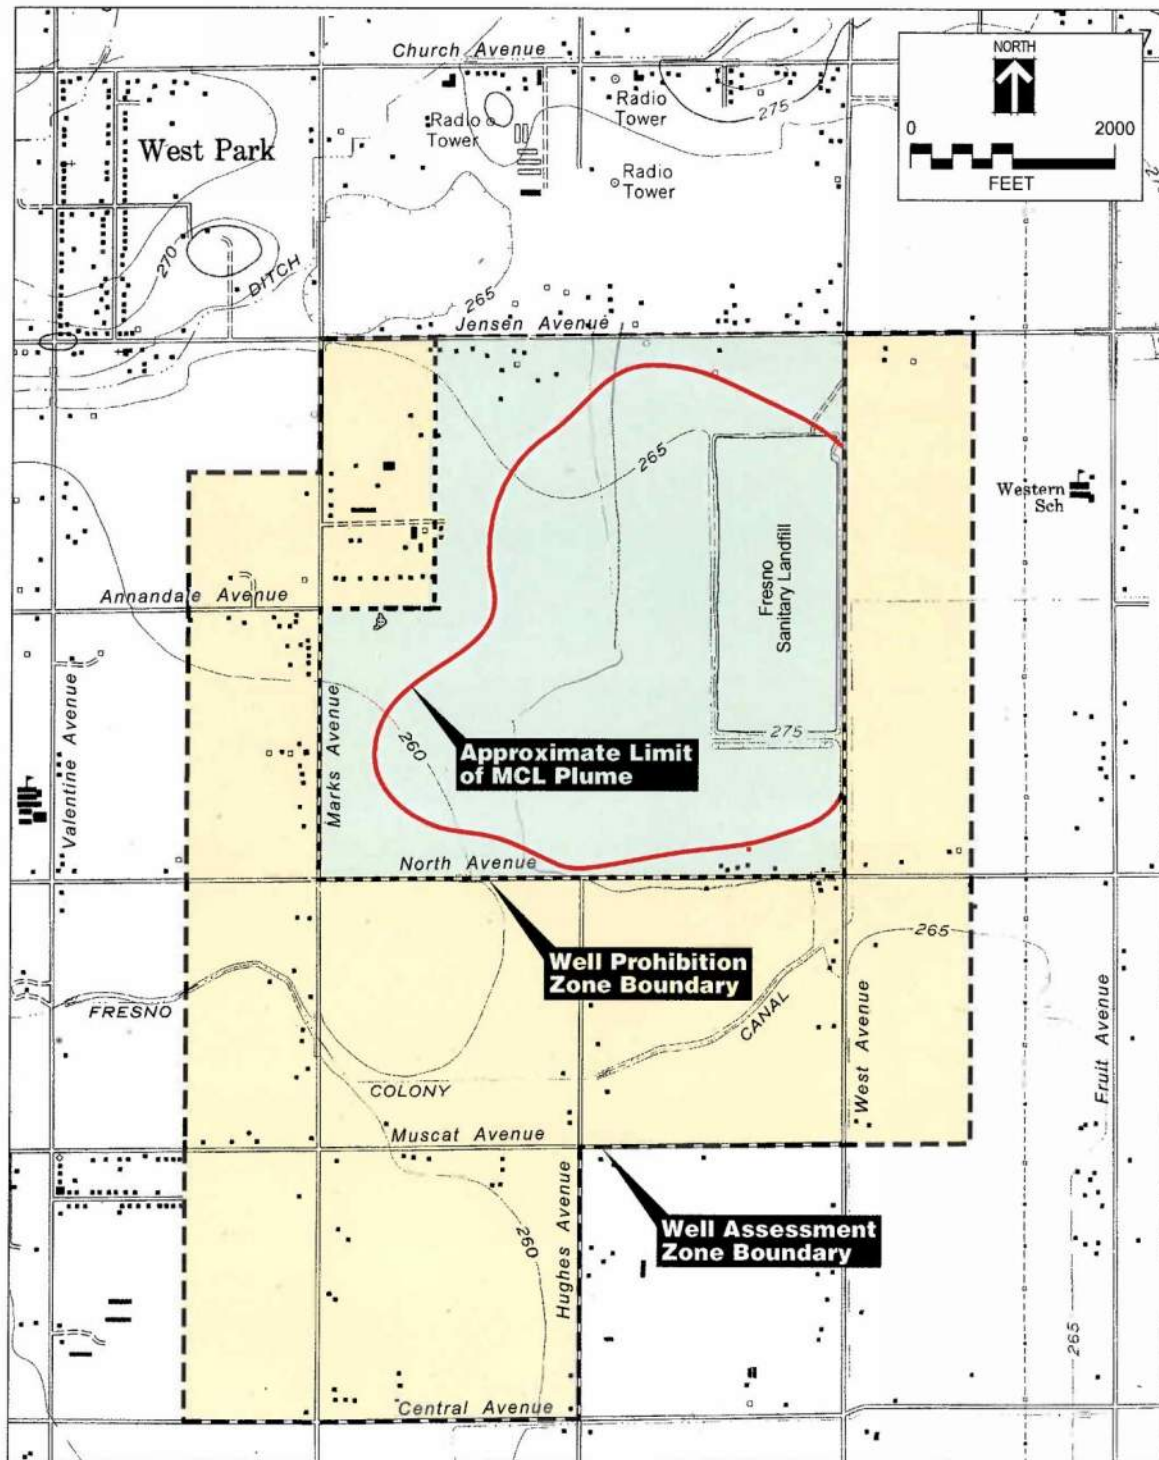 Church Avenue
NORTH
0 2000
FEET
275
Radio
Tower
Radio
Tower
Radio
Tower
West Park
270
DITCH
265
Jensen Avenue
265
Western
Sch
Fresno
Sanitary Landfill
Annandale Avenue
Valentine Avenue
Marks Avenue
260
275
Approximate Limit
of MCL Plume
North Avenue
Well Prohibition
Zone Boundary
265
FRESNO
COLONY
CANAL
West Avenue
Fruit Avenue
Muscat Avenue
Hughes Avenue
260
Well Assessment
Zone Boundary
265
Central Avenue